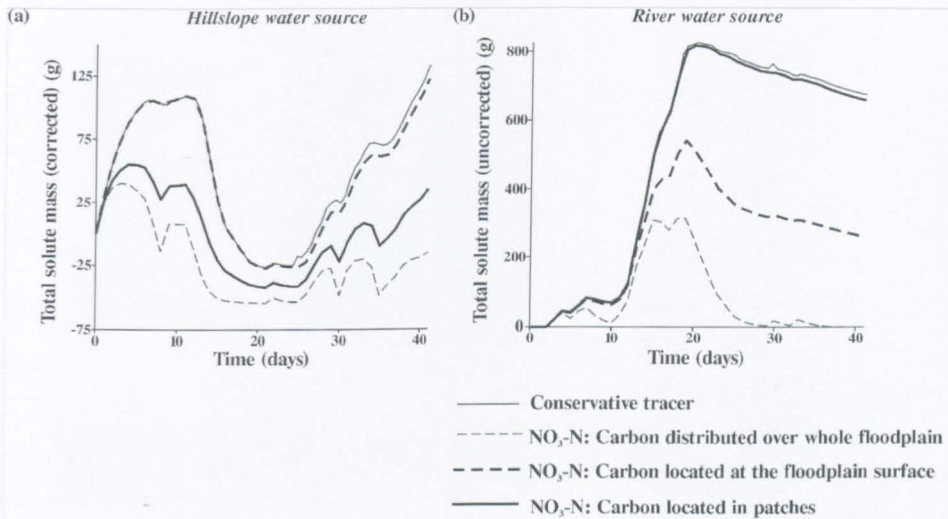 (a)
Hillslope water source
Total solute mass (corrected) (g)
125
75
25
-25
-75
0
10
20
30
40
Time (days)
(b)
River water source
Total solute mass (uncorrected) (g)
800
600
400
200
0
0
10
20
30
40
Time (days)
Conservative tracer
NO₃-N: Carbon distributed over whole floodplain
NO₃-N: Carbon located at the floodplain surface
NO₃-N: Carbon located in patches